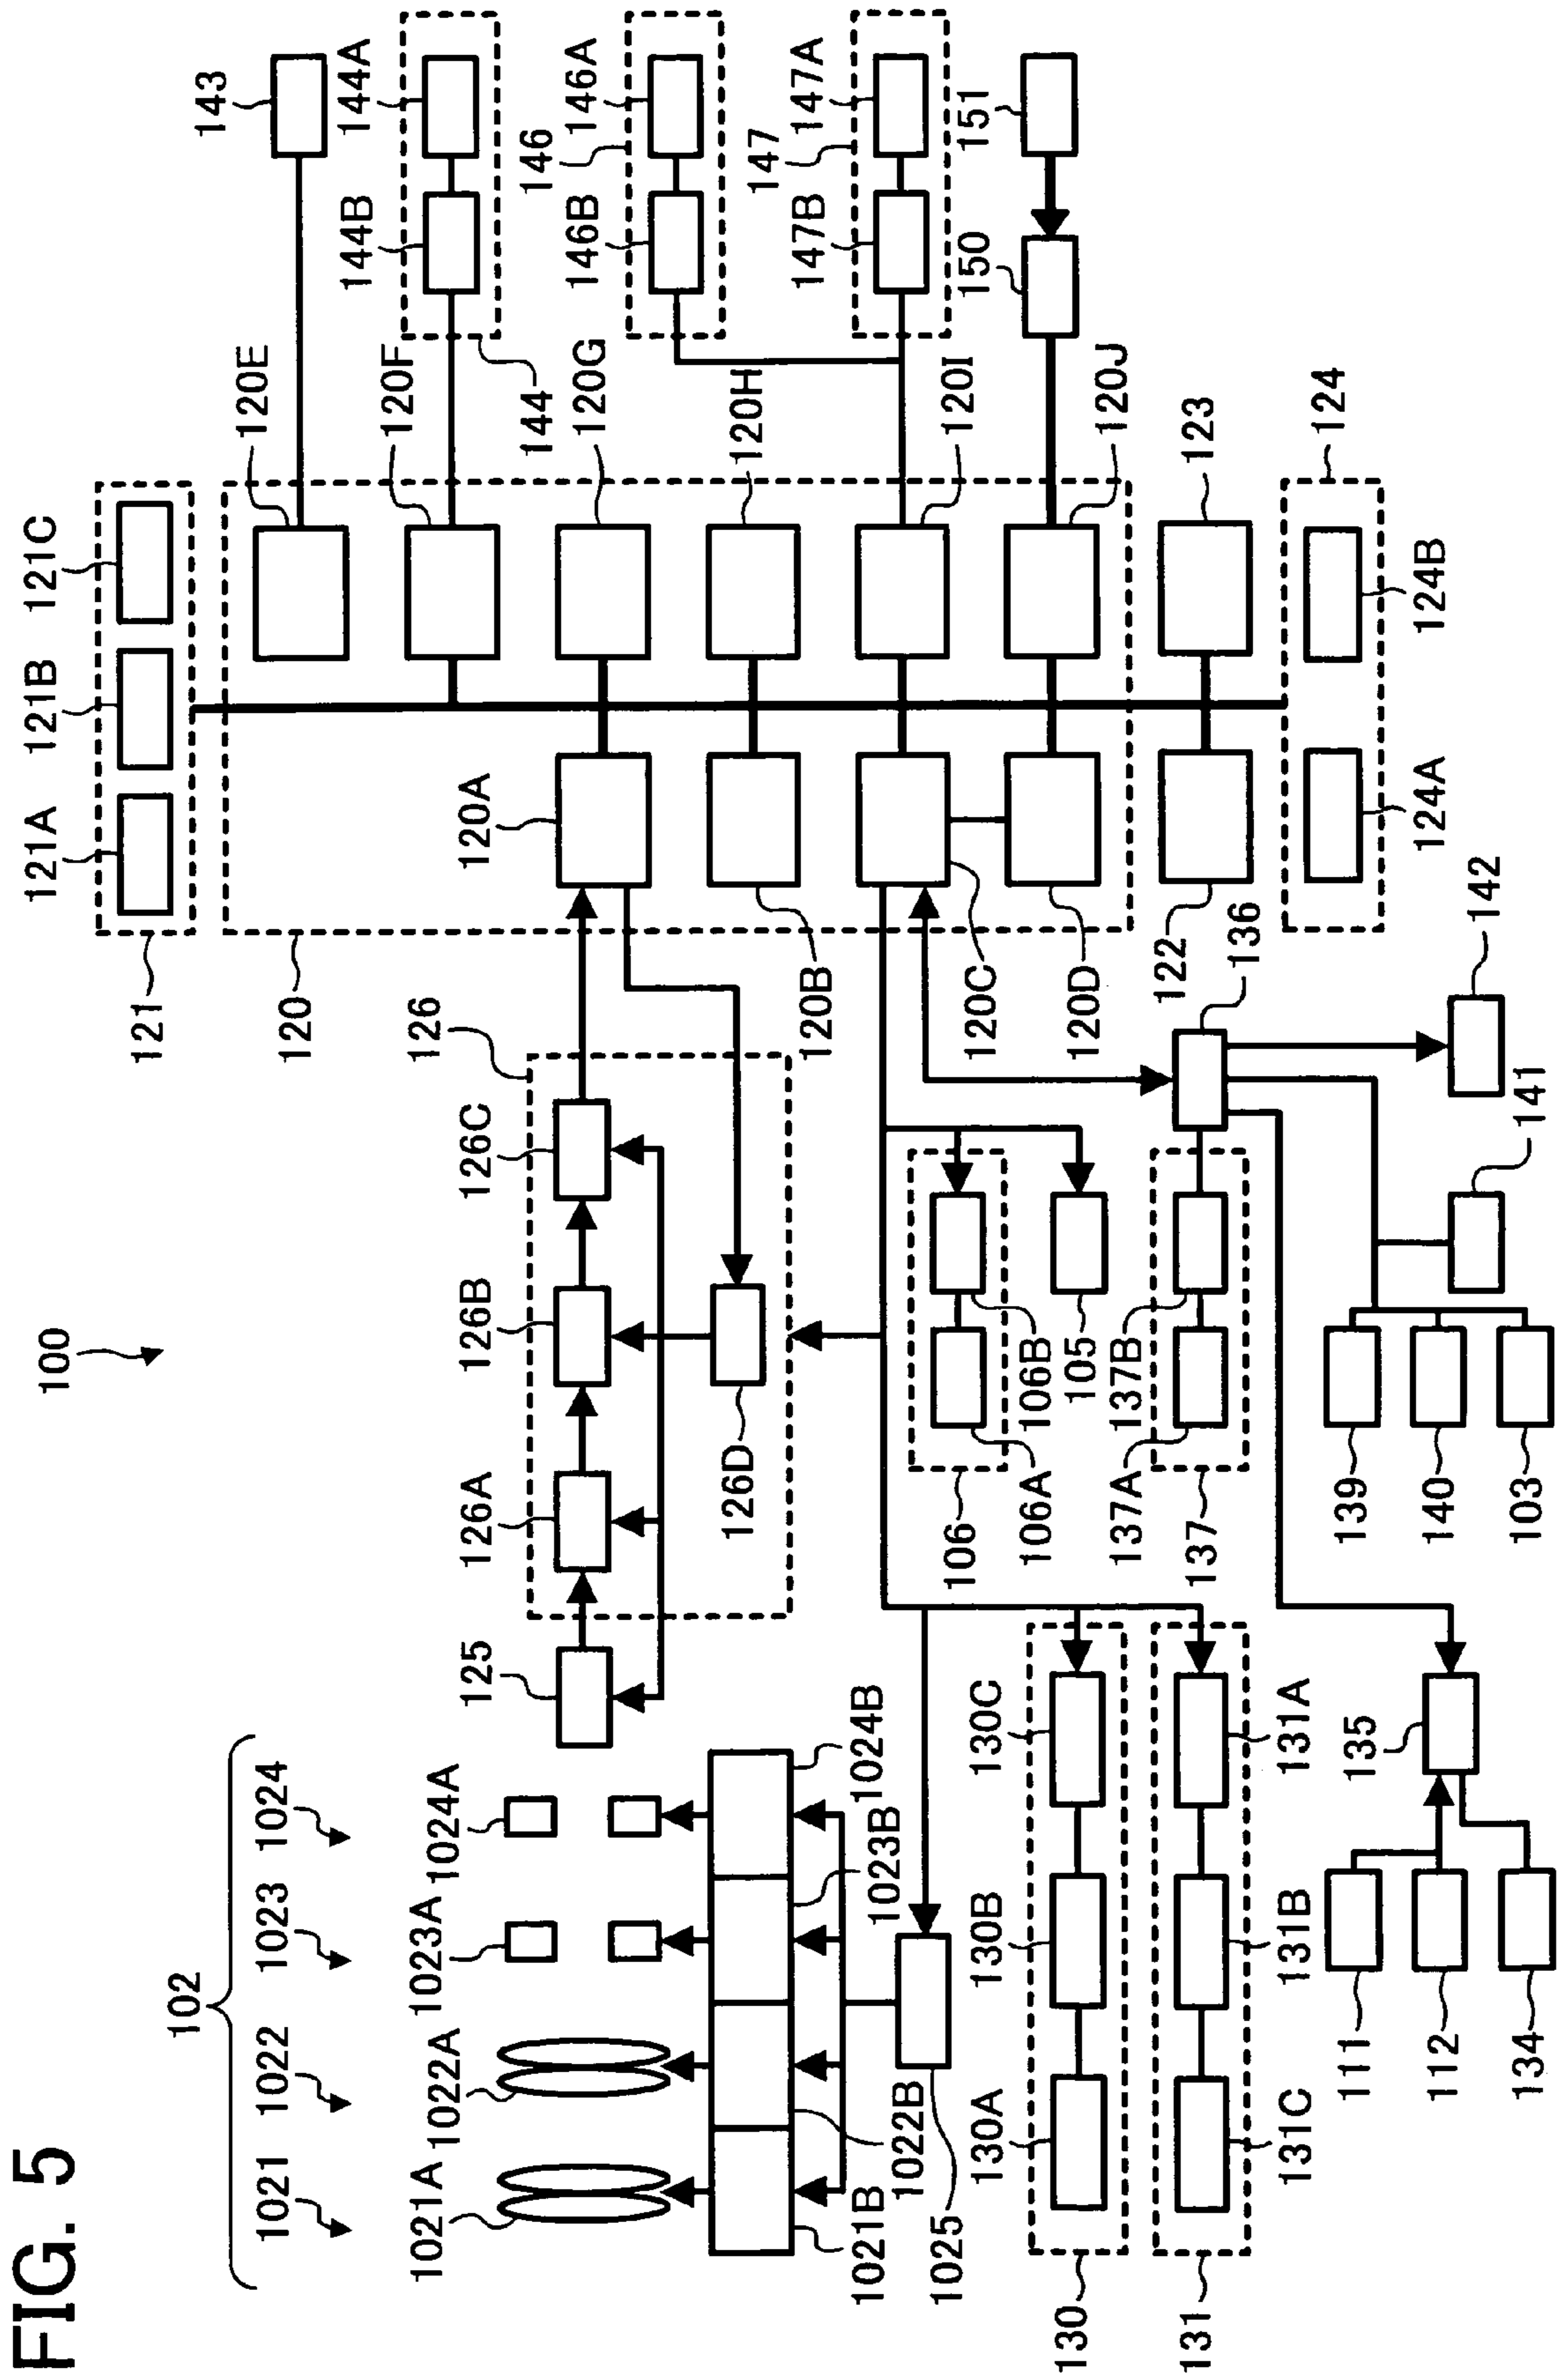 FIG. 5
100
121A 121B 121C
121
102
143
120E
1021 1022 1023 1024
120
144B 144A
120F
1021A 1022A 1023A 1024A
126
125 126A 126B 126C 120A
144 146
146B 146A
120G
126D 120H
147
120B 147B 147A
1021B 1022B 1023B 1024B
1025
106 120I
150 151
130A 130B 130C 120C
106A 106B
130 105 120D
137A 137B 120J
122
131 137 123
136
131C 131B 131A
111 135 139 124
112 140 124A 124B
142
134 103 141